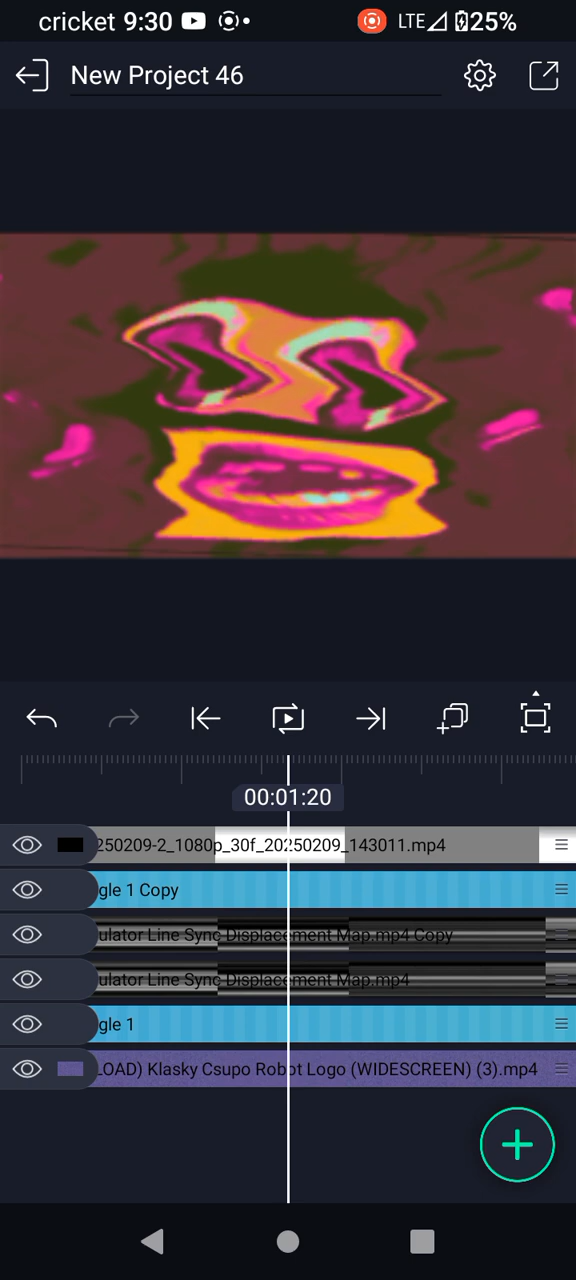 cricket 9:30 LTE 25%
New Project 46
00:01:20
250209-2_1080p_30f_20250209_143011.mp4
gle 1 Copy
ulator Line Sync Displacement Map.mp4 Copy
ulator Line Sync Displacement Map.mp4
gle 1
LOAD) Klasky Csupo Robot Logo (WIDESCREEN) (3).mp4